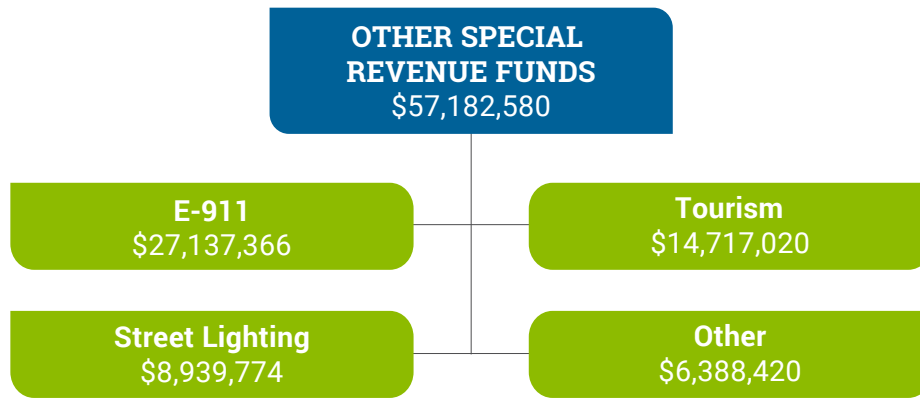 OTHER SPECIAL
REVENUE FUNDS
$57,182,580
E-911
$27,137,366
Tourism
$14,717,020
Street Lighting
$8,939,774
Other
$6,388,420